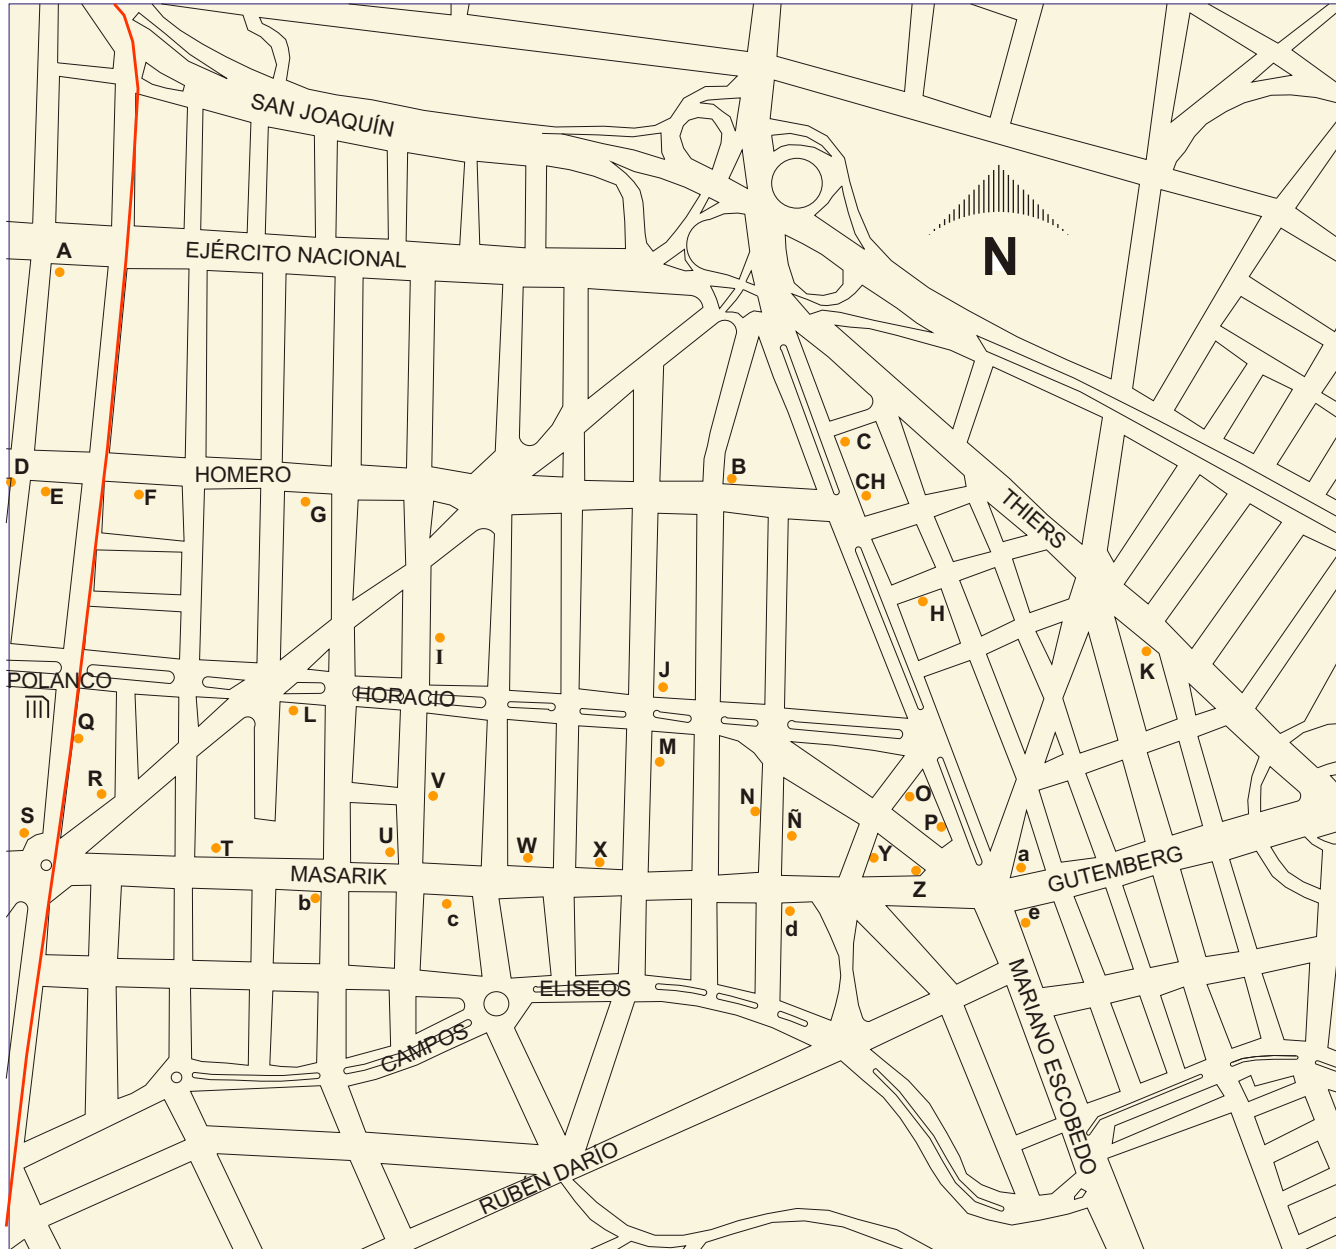 SAN JOAQUÍN
A
EJÉRCITO NACIONAL
N
C
B
D
HOMERO
CH
E
F
G
THIERS
H
I
J
K
POLANCO
HORACIO
L
Q
M
R
V
N
O
S
P
Ñ
T
U
W
X
Y
a
MASARIK
Z
GUTEMBERG
b
c
d
e
ELISEOS
CAMPOS
MARIANO ESCOBEDO
RUBÉN DARÍO